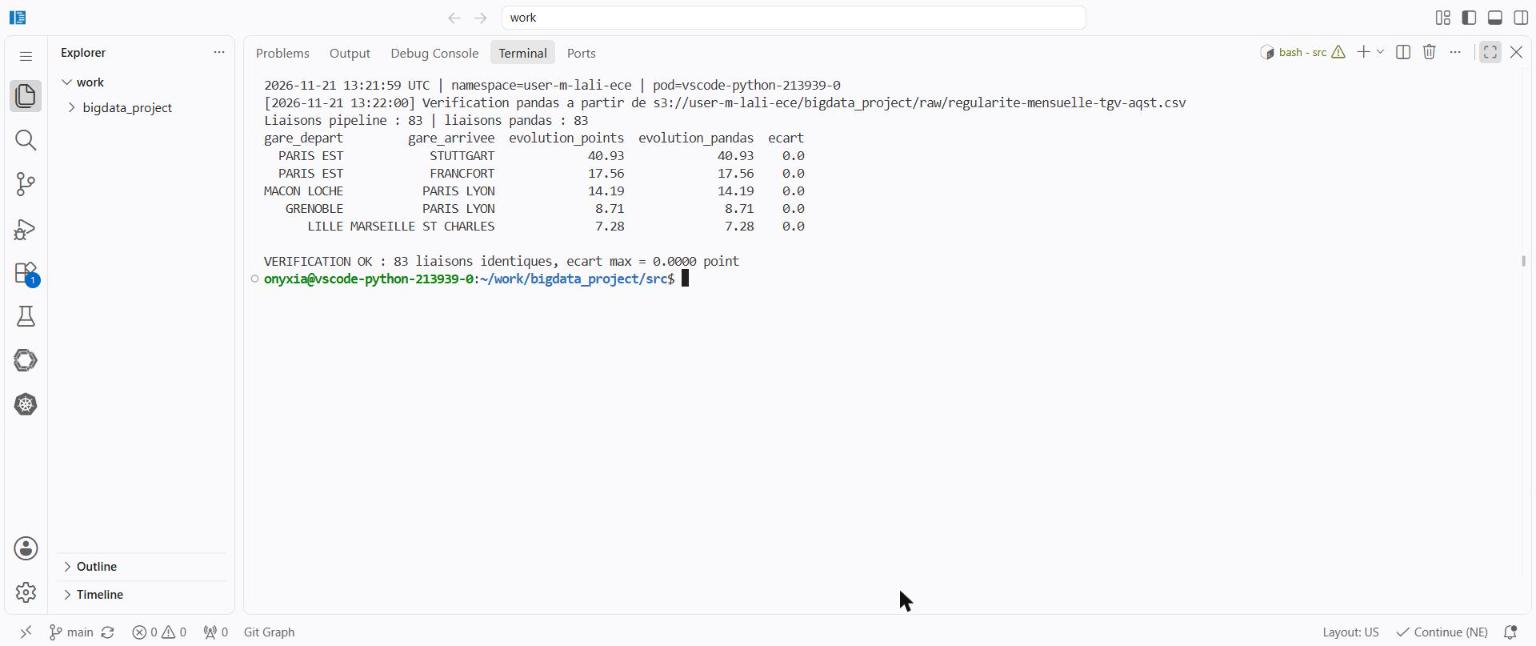 work
Explorer
work
bigdata_project
Problems Output Debug Console Terminal Ports
bash - src
2026-11-21 13:21:59 UTC | namespace=user-m-lali-ece | pod=vscode-python-213939-0
[2026-11-21 13:22:00] Verification pandas a partir de s3://user-m-lali-ece/bigdata_project/raw/regularite-mensuelle-tgv-aqst.csv
Liaisons pipeline : 83 | liaisons pandas : 83
gare_depart gare_arrivee evolution_points evolution_pandas ecart
PARIS EST STUTTGART 40.93 40.93 0.0
PARIS EST FRANCFORT 17.56 17.56 0.0
MACON LOCHE PARIS LYON 14.19 14.19 0.0
GRENOBLE PARIS LYON 8.71 8.71 0.0
LILLE MARSEILLE ST CHARLES 7.28 7.28 0.0
VERIFICATION OK : 83 liaisons identiques, ecart max = 0.0000 point
onyxia@vscode-python-213939-0:~/work/bigdata_project/src$
1
Outline
Timeline
main 0 0 0 Git Graph
Layout: US Continue (NE)